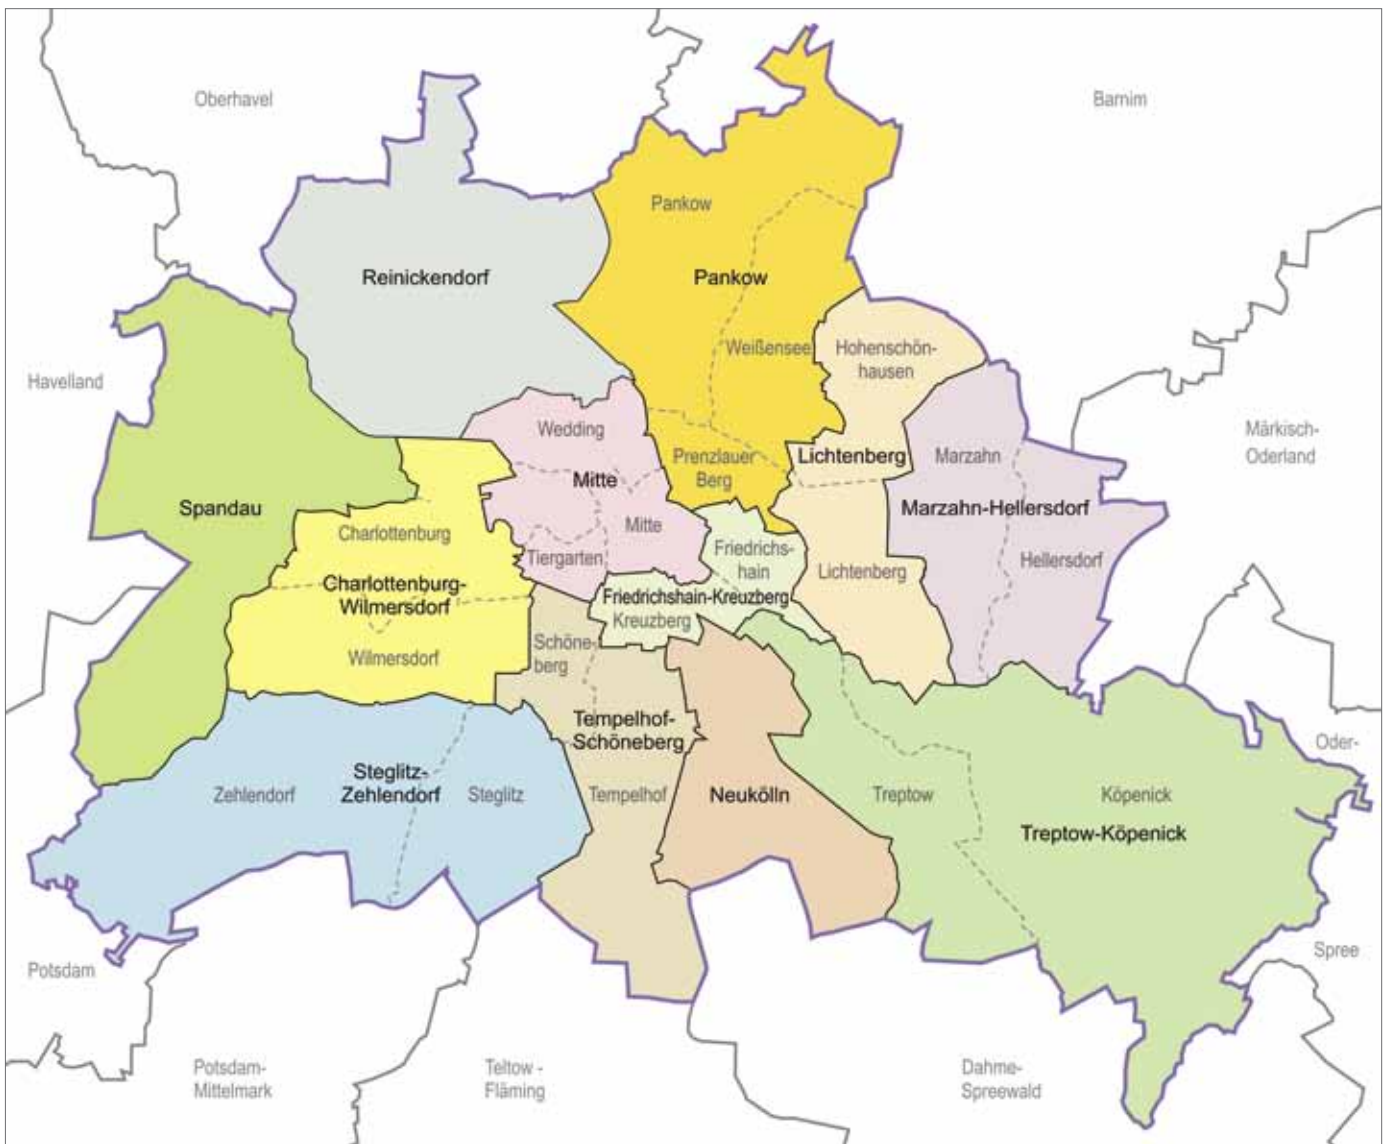 Oberhavel
Barnim
Pankow
Reinickendorf
Pankow
Weißensee
Hohenschön-
hausen
Havelland
Wedding
Märkisch-
Oderland
Prenzlauer
Berg
Lichtenberg
Marzahn
Mitte
Spandau
Marzahn-Hellersdorf
Mitte
Charlottenburg
Tiergarten
Friedrichs-
hain
Lichtenberg
Hellersdorf
Charlottenburg-
Wilmersdorf
Friedrichshain-Kreuzberg
Kreuzberg
Wilmersdorf
Schöne-
berg
Tempelhof-
Schöneberg
Oder-
Steglitz-
Zehlendorf
Zehlendorf
Steglitz
Tempelhof
Neukölln
Treptow
Köpenick
Treptow-Köpenick
Potsdam
Spree
Potsdam-
Mittelmark
Teltow -
Fläming
Dahme-
Spreewald